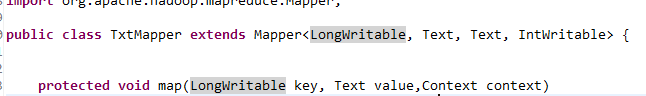 import org.apache.hadoop.mapreduce.Mapper;
public class TxtMapper extends Mapper<LongWritable, Text, Text, IntWritable> {
protected void map(LongWritable key, Text value,Context context)